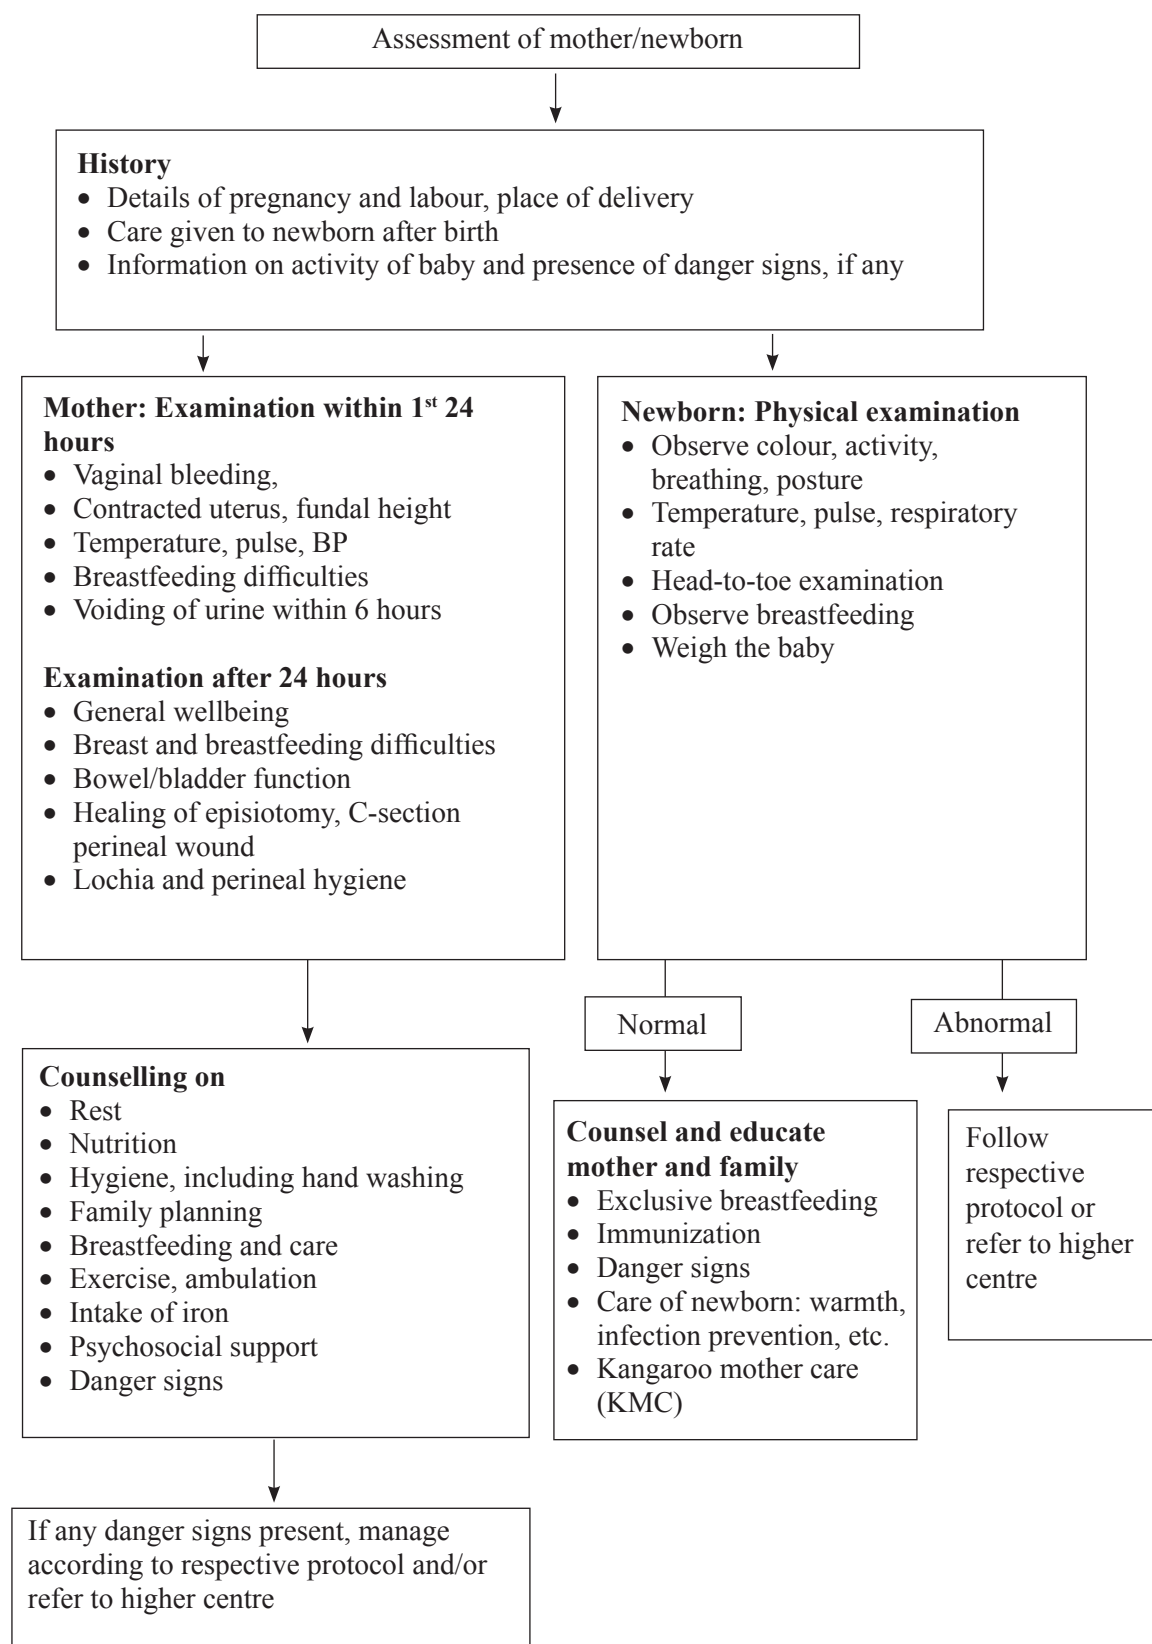 Assessment of mother/newborn
History
• Details of pregnancy and labour, place of delivery
• Care given to newborn after birth
• Information on activity of baby and presence of danger signs, if any
Mother: Examination within 1st 24
hours
• Vaginal bleeding,
• Contracted uterus, fundal height
• Temperature, pulse, BP
• Breastfeeding difficulties
• Voiding of urine within 6 hours
Examination after 24 hours
• General wellbeing
• Breast and breastfeeding difficulties
• Bowel/bladder function
• Healing of episiotomy, C-section
perineal wound
• Lochia and perineal hygiene
Newborn: Physical examination
• Observe colour, activity,
breathing, posture
• Temperature, pulse, respiratory
rate
• Head-to-toe examination
• Observe breastfeeding
• Weigh the baby
Normal
Abnormal
Counselling on
• Rest
• Nutrition
• Hygiene, including hand washing
• Family planning
• Breastfeeding and care
• Exercise, ambulation
• Intake of iron
• Psychosocial support
• Danger signs
Counsel and educate
mother and family
• Exclusive breastfeeding
• Immunization
• Danger signs
• Care of newborn: warmth,
infection prevention, etc.
• Kangaroo mother care
(KMC)
Follow
respective
protocol or
refer to higher
centre
If any danger signs present, manage
according to respective protocol and/or
refer to higher centre